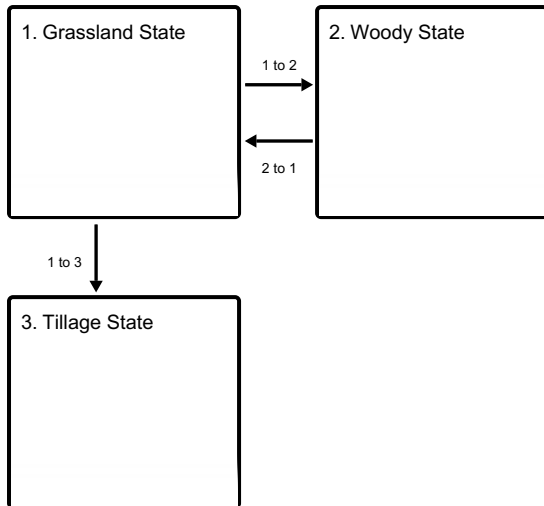 1. Grassland State
2. Woody State
1 to 2
2 to 1
1 to 3
3. Tillage State